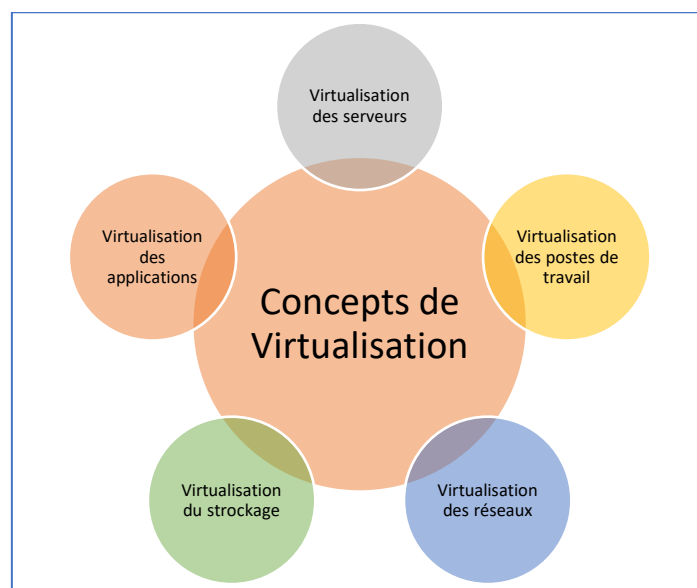 Virtualisation
des serveurs
Virtualisation
des
applications
Virtualisation
des postes de
travail
Concepts de
Virtualisation
Virtualisation
du strockage
Virtualisation
des réseaux